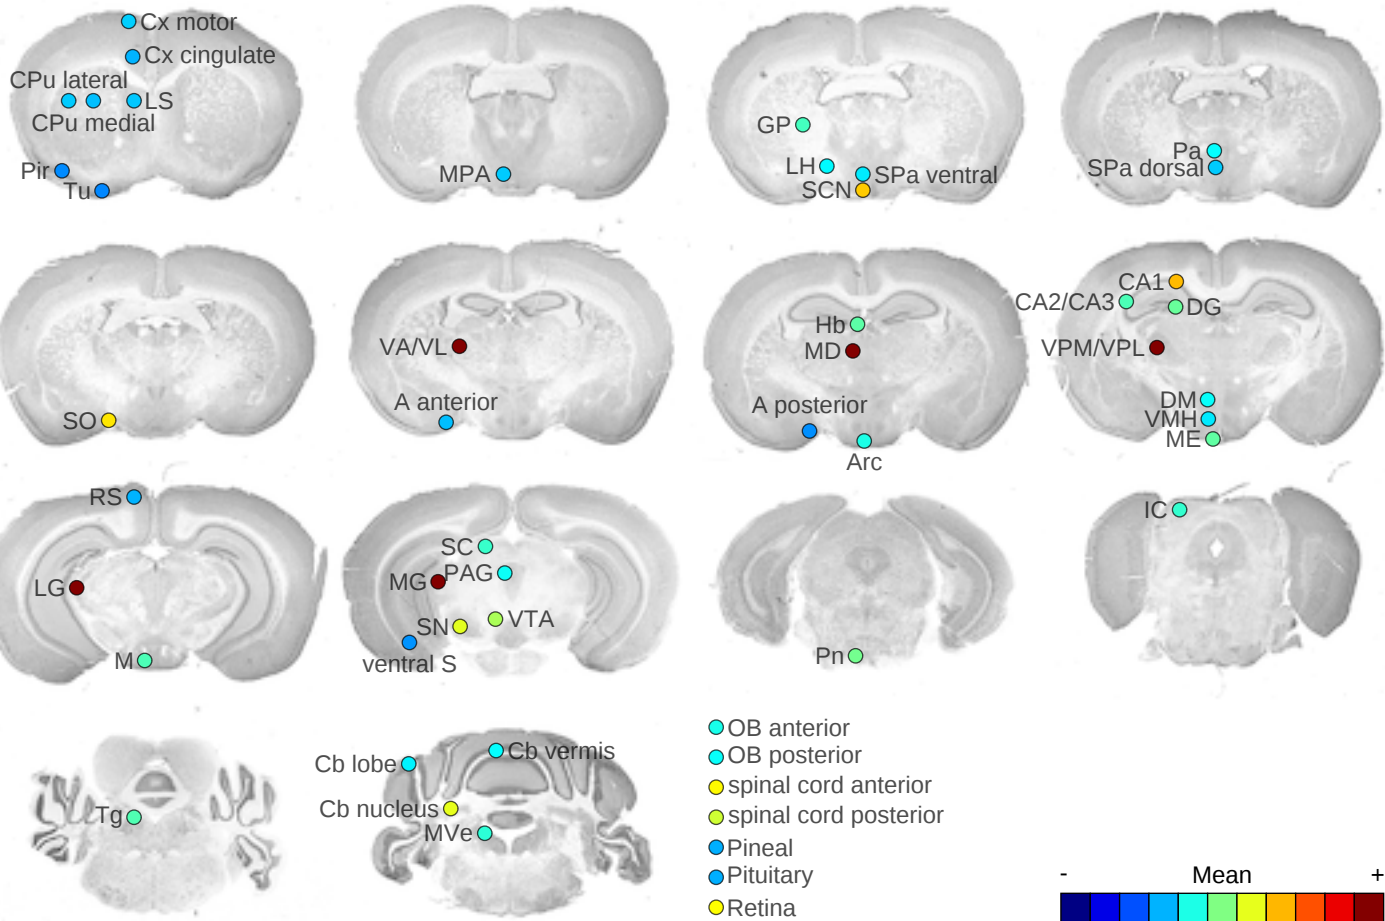 Cx motor
Cx cingulate
CPu lateral
LS
CPu medial
Pir
Tu
MPA
GP
LH
SPa ventral
SCN
Pa
SPa dorsal
SO
VA/VL
A anterior
Hb
MD
A posterior
Arc
CA1
CA2/CA3
DG
VPM/VPL
DM
VMH
ME
RS
LG
M
SC
MG
PAG
SN
VTA
ventral S
Pn
IC
Tg
Cb lobe
Cb vermis
Cb nucleus
MVe
OB anterior
OB posterior
spinal cord anterior
spinal cord posterior
Pineal
Pituitary
Retina
- Mean +